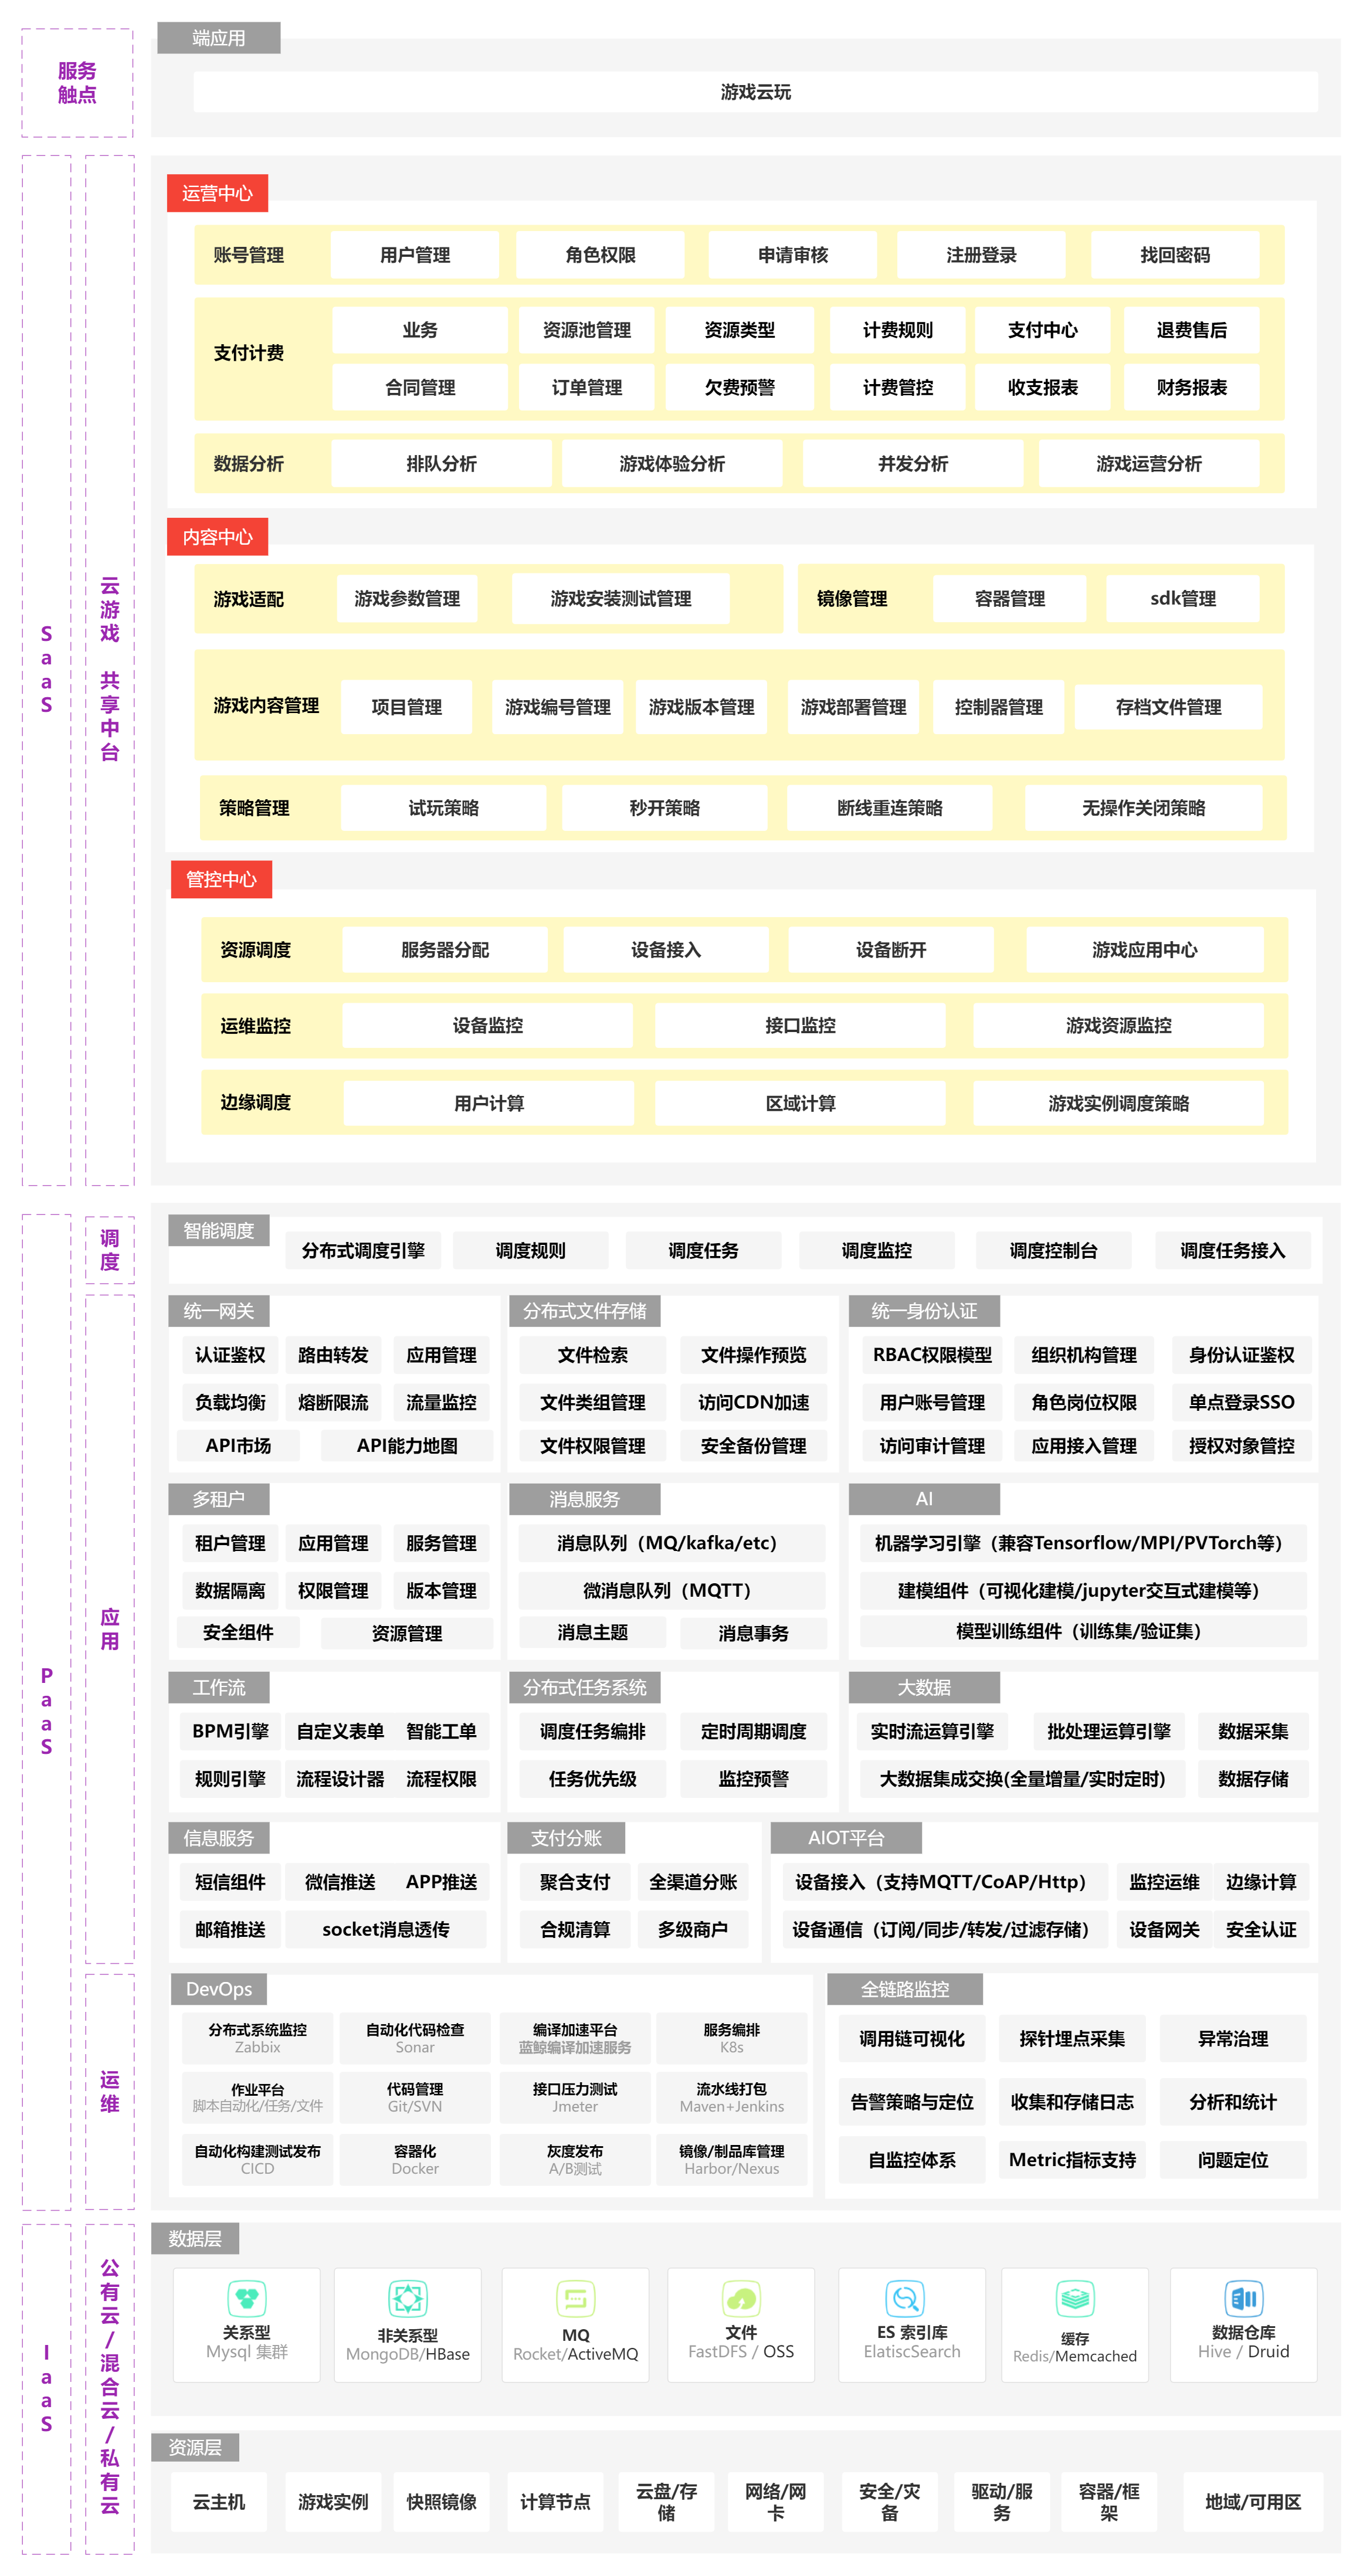 服务
触点
端应用
游戏云玩
SaaS
云游戏 共享中台
运营中心
账号管理 用户管理 角色权限 申请审核 注册登录 找回密码
支付计费
业务 资源池管理 资源类型 计费规则 支付中心 退费售后
合同管理 订单管理 欠费预警 计费管控 收支报表 财务报表
数据分析 排队分析 游戏体验分析 并发分析 游戏运营分析
内容中心
游戏适配 游戏参数管理 游戏安装测试管理 镜像管理 容器管理 sdk管理
游戏内容管理 项目管理 游戏编号管理 游戏版本管理 游戏部署管理 控制器管理 存档文件管理
策略管理 试玩策略 秒开策略 断线重连策略 无操作关闭策略
管控中心
资源调度 服务器分配 设备接入 设备断开 游戏应用中心
运维监控 设备监控 接口监控 游戏资源监控
边缘调度 用户计算 区域计算 游戏实例调度策略
PaaS
调度
智能调度
分布式调度引擎 调度规则 调度任务 调度监控 调度控制台 调度任务接入
应用
统一网关
认证鉴权 路由转发 应用管理
负载均衡 熔断限流 流量监控
API市场 API能力地图
分布式文件存储
文件检索 文件操作预览
文件类组管理 访问CDN加速
文件权限管理 安全备份管理
统一身份认证
RBAC权限模型 组织机构管理 身份认证鉴权
用户账号管理 角色岗位权限 单点登录SSO
访问审计管理 应用接入管理 授权对象管控
多租户
租户管理 应用管理 服务管理
数据隔离 权限管理 版本管理
安全组件 资源管理
消息服务
消息队列（MQ/kafka/etc）
微消息队列（MQTT）
消息主题 消息事务
AI
机器学习引擎（兼容Tensorflow/MPI/PVTorch等）
建模组件（可视化建模/jupyter交互式建模等）
模型训练组件（训练集/验证集）
工作流
BPM引擎 自定义表单 智能工单
规则引擎 流程设计器 流程权限
分布式任务系统
调度任务编排 定时周期调度
任务优先级 监控预警
大数据
实时流运算引擎 批处理运算引擎 数据采集
大数据集成交换(全量增量/实时定时) 数据存储
信息服务
短信组件 微信推送 APP推送
邮箱推送 socket消息透传
支付分账
聚合支付 全渠道分账
合规清算 多级商户
AIOT平台
设备接入（支持MQTT/CoAP/Http） 监控运维 边缘计算
设备通信（订阅/同步/转发/过滤存储） 设备网关 安全认证
运维
DevOps
分布式系统监控 自动化代码检查 编译加速平台 服务编排
Zabbix Sonar 蓝鲸编译加速服务 K8s
作业平台 代码管理 接口压力测试 流水线打包
脚本自动化/任务/文件 Git/SVN Jmeter Maven+Jenkins
自动化构建测试发布 容器化 灰度发布 镜像/制品库管理
CICD Docker A/B测试 Harbor/Nexus
全链路监控
调用链可视化 探针埋点采集 异常治理
告警策略与定位 收集和存储日志 分析和统计
自监控体系 Metric指标支持 问题定位
IaaS
公有云/混合云/私有云
数据层
关系型 非关系型 MQ 文件 ES 索引库 缓存 数据仓库
Mysql 集群 MongoDB/HBase Rocket/ActiveMQ FastDFS / OSS ElatiscSearch Redis/Memcached Hive / Druid
资源层
云主机 游戏实例 快照镜像 计算节点 云盘/存储 网络/网卡 安全/灾备 驱动/服务 容器/框架 地域/可用区